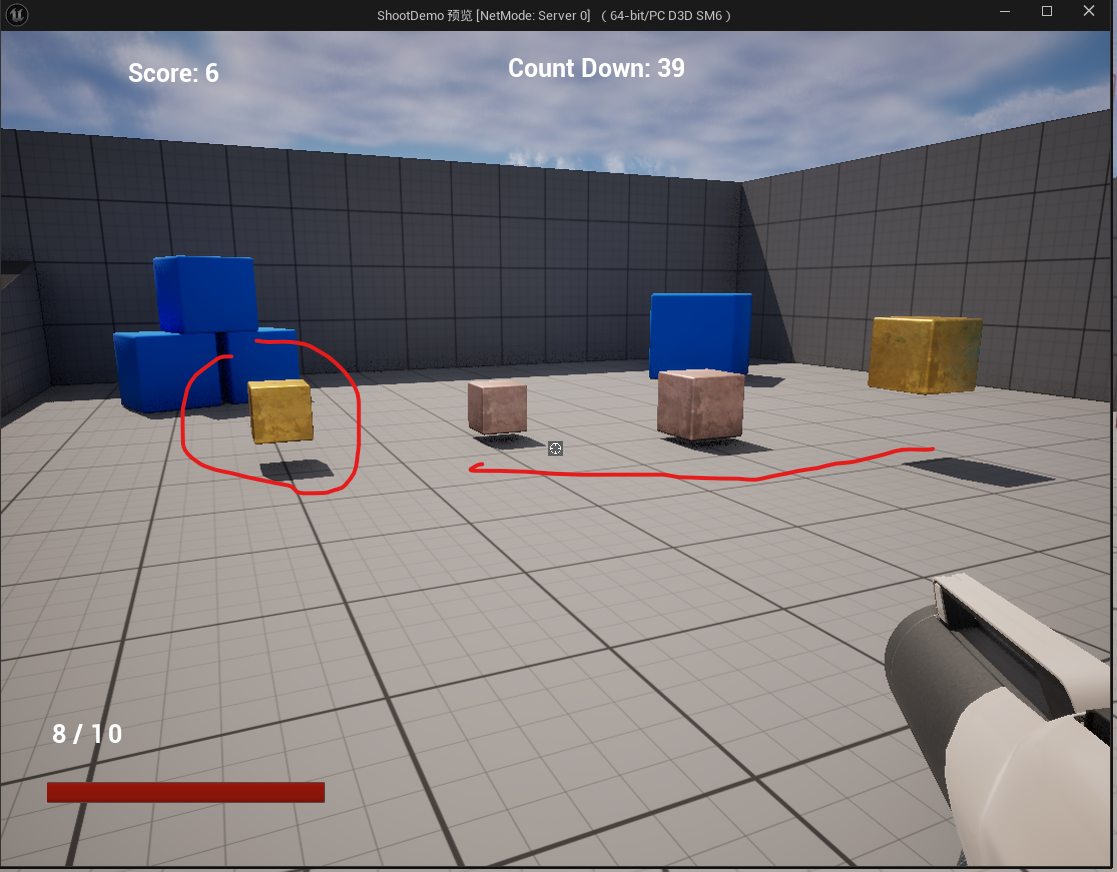 ShootDemo 预览 [NetMode: Server 0] （64-bit/PC D3D SM6）
Score: 6
Count Down: 39
8 / 10